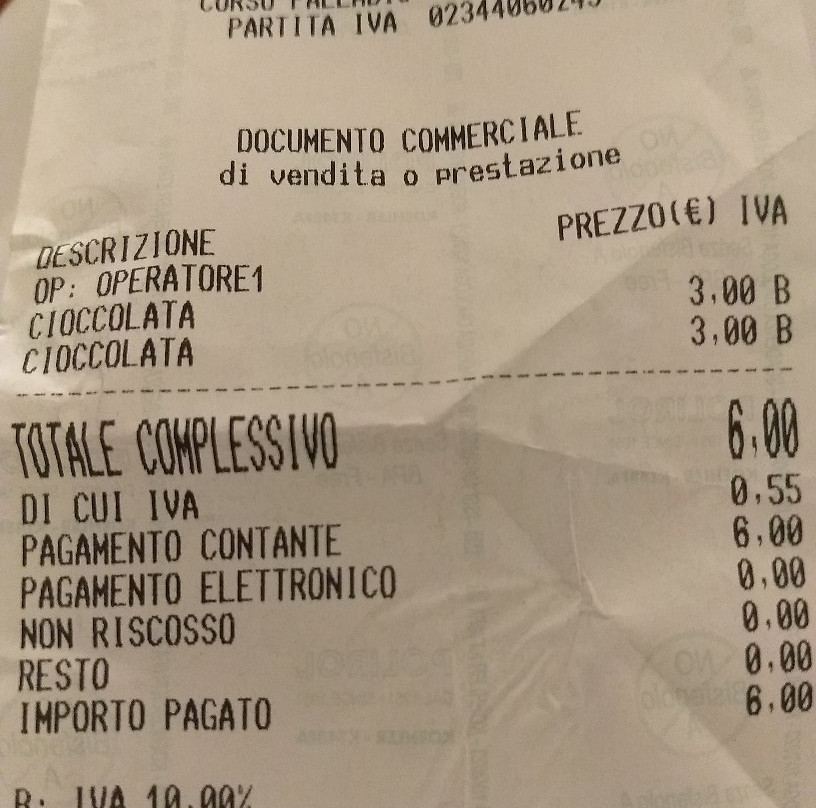 PARTITA IVA
DOCUMENTO COMMERCIALE
di vendita o prestazione
DESCRIZIONE PREZZO(€) IVA
OP: OPERATORE1
CIOCCOLATA 3,00 B
CIOCCOLATA 3,00 B
TOTALE COMPLESSIVO 6,00
DI CUI IVA 0,55
PAGAMENTO CONTANTE 6,00
PAGAMENTO ELETTRONICO 0,00
NON RISCOSSO 0,00
RESTO 0,00
IMPORTO PAGATO 6,00
IVA 10,00%